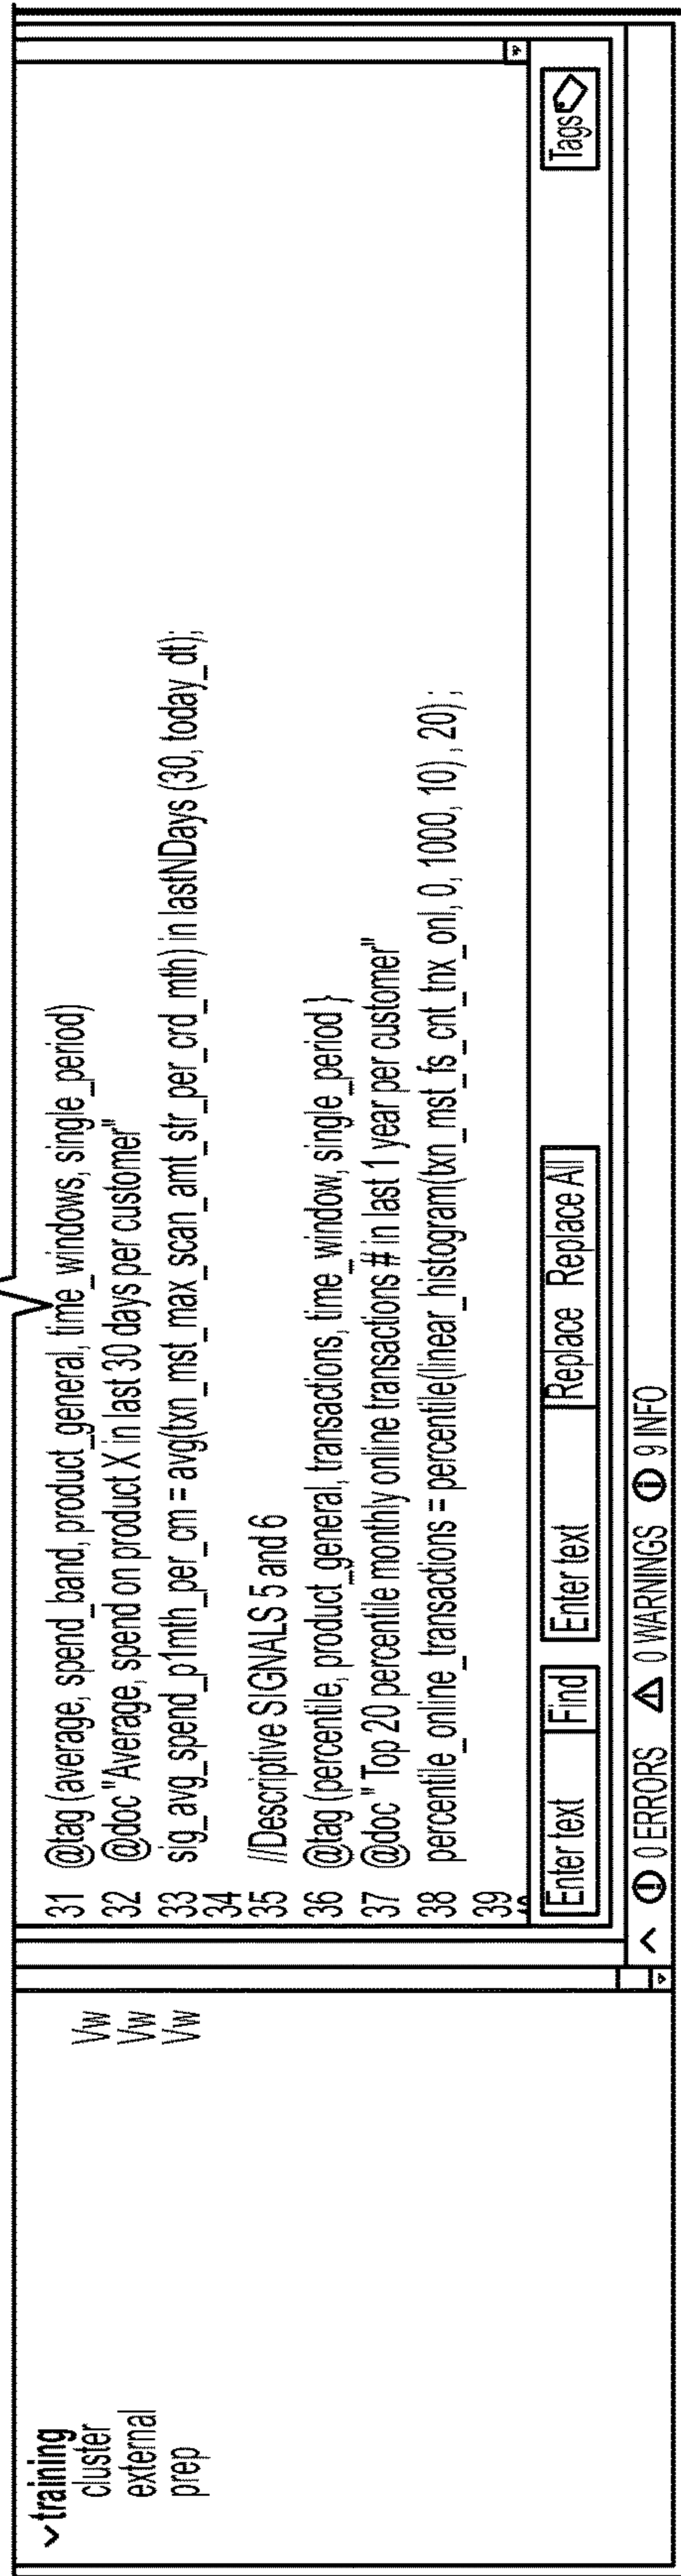 training
cluster Vw
external Vw
prep Vw
31 @tag (average, spend_band, product_general, time_windows, single_period)
32 @doc "Average, spend on product X in last 30 days per customer"
33 sig_avg_spend_p1mth_per_cm = avg(txn_mst_max_scan_amt_str_per_crd_mth) in lastNDays (30, today_dt);
34
35 //Descriptive SIGNALS 5 and 6
36 @tag (percentile, product_general, transactions, time_window, single_period }
37 @doc " Top 20 percentile monthly online transactions # in last 1 year per customer"
38 percentile_online_transactions = percentile(linear_histogram(txn_mst_fs_cnt_tnx_onl, 0, 1000, 10) , 20) ;
39
Enter text Find Enter text Replace Replace All Tags
0 ERRORS 0 WARNINGS 9 INFO